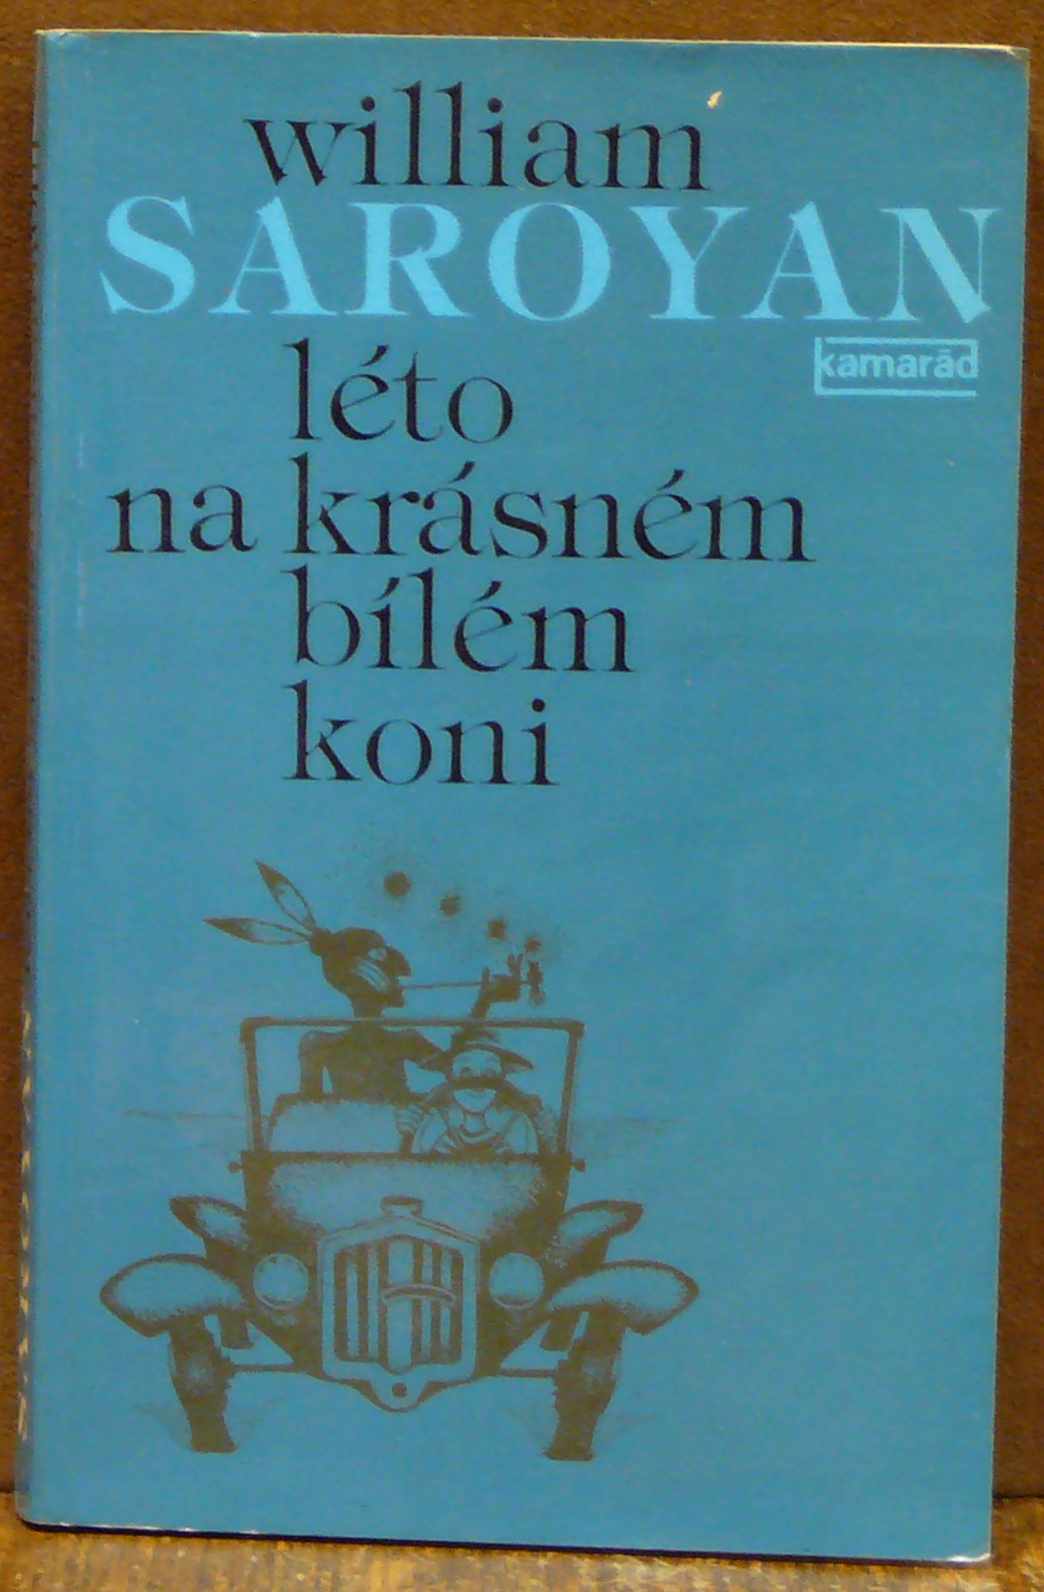 william
SAROYAN
kamarád
léto
na krásném
bílém
koni